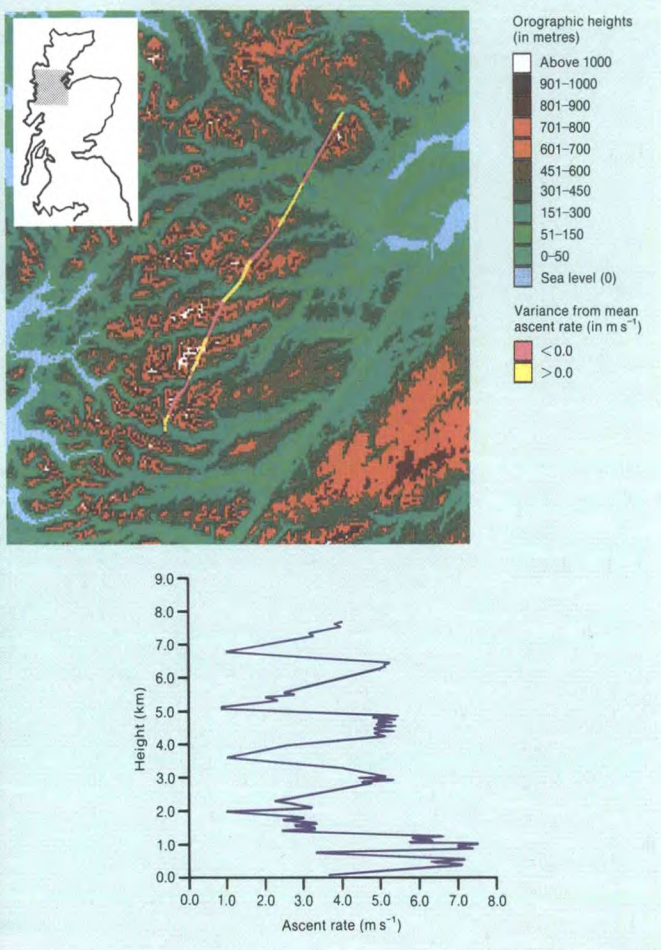 Orographic heights
(in metres)
Above 1000
901–1000
801–900
701–800
601–700
451–600
301–450
151–300
51–150
0–50
Sea level (0)
Variance from mean
ascent rate (in m s⁻¹)
<0.0
>0.0
9.0
8.0
7.0
6.0
5.0
4.0
3.0
2.0
1.0
0.0
Height (km)
0.0 1.0 2.0 3.0 4.0 5.0 6.0 7.0 8.0
Ascent rate (m s⁻¹)